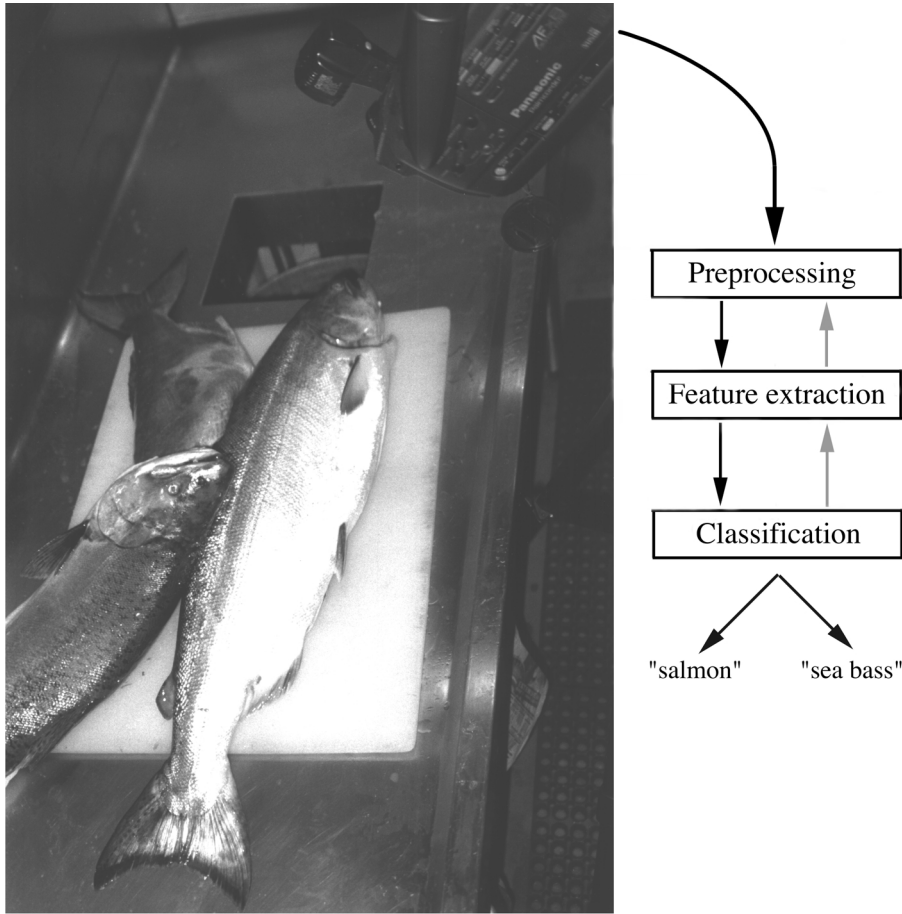 Panasonic
Preprocessing
Feature extraction
Classification
"salmon"
"sea bass"